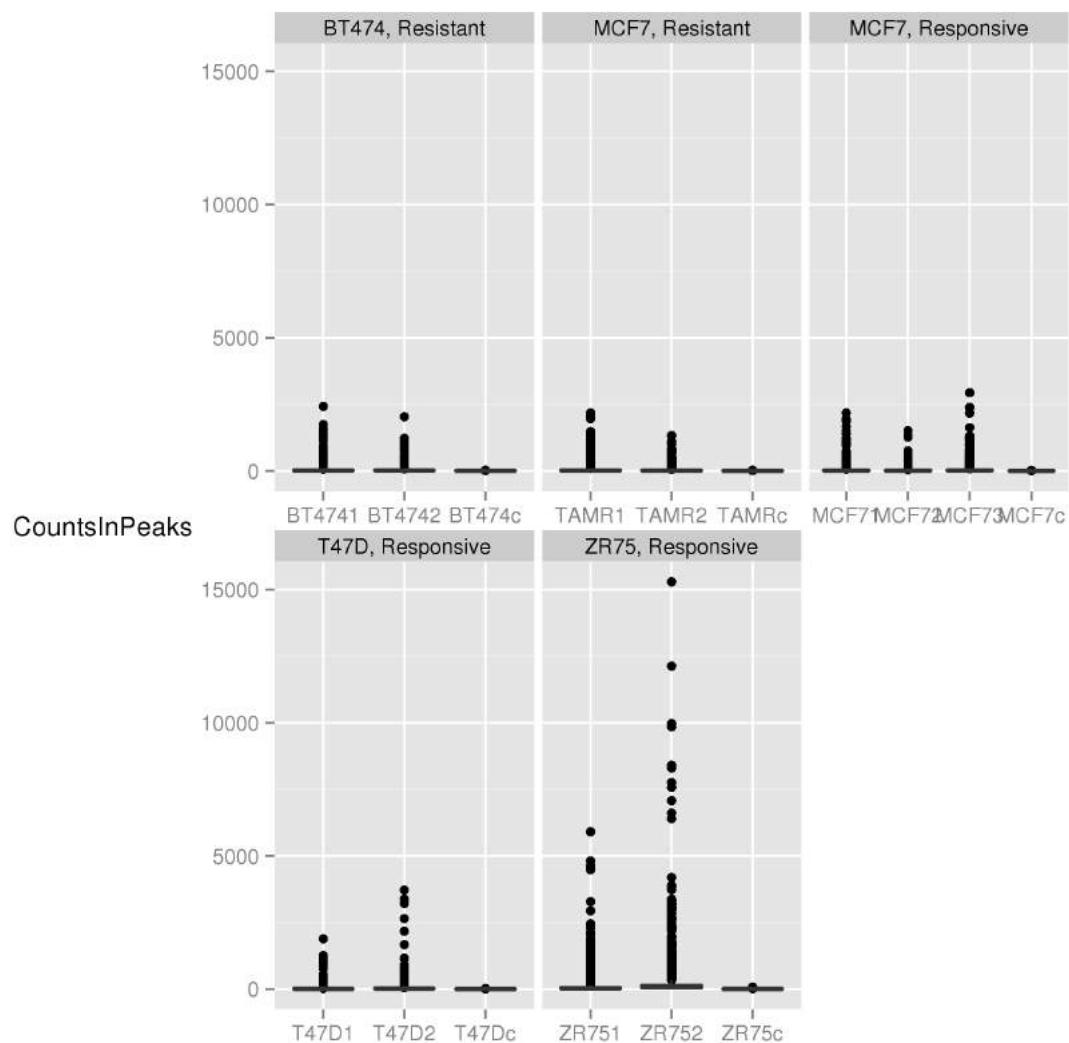 BT474, Resistant MCF7, Resistant MCF7, Responsive
15000
10000
5000
0
BT4741 BT4742 BT474c TAMR1 TAMR2 TAMRc MCF71 MCF72 MCF73 MCF7c
CountsInPeaks
T47D, Responsive ZR75, Responsive
15000
10000
5000
0
T47D1 T47D2 T47Dc ZR751 ZR752 ZR75c